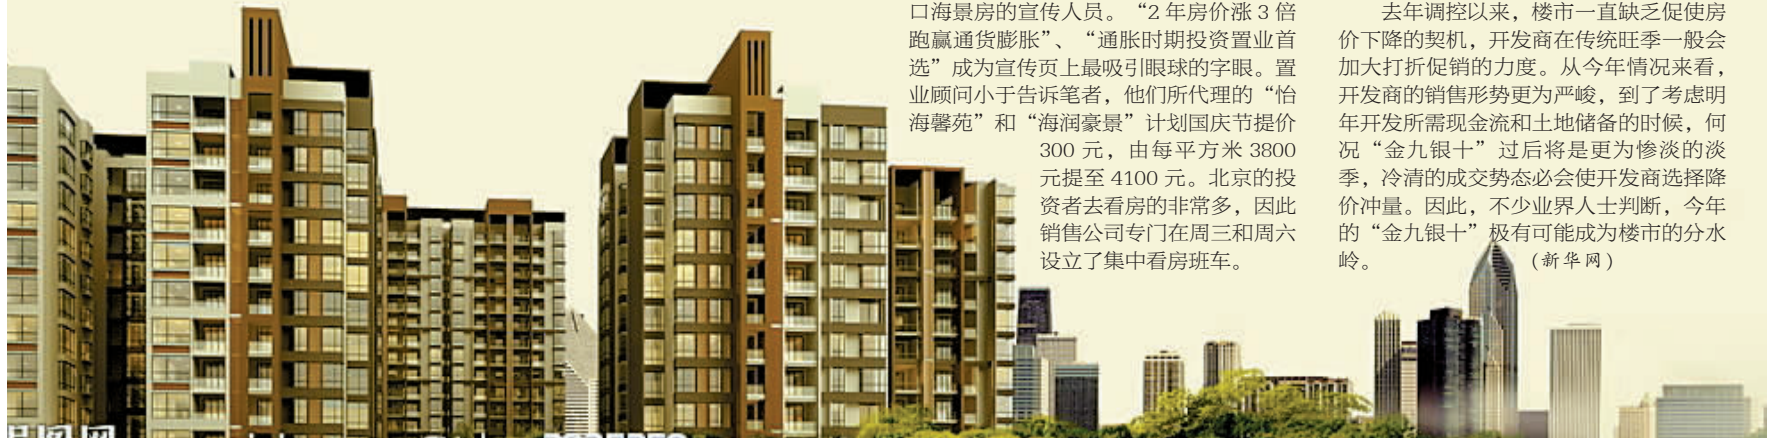 口海景房的宣传人员。“2 年房价涨 3 倍
跑赢通货膨胀”、“通胀时期投资置业首
选”成为宣传页上最吸引眼球的字眼。置
业顾问小于告诉笔者，他们所代理的“怡
海馨苑”和“海润豪景”计划国庆节提价
300 元，由每平方米 3800
元提至 4100 元。北京的投
资者去看房的非常多，因此
销售公司专门在周三和周六
设立了集中看房班车。
去年调控以来，楼市一直缺乏促使房
价下降的契机，开发商在传统旺季一般会
加大打折促销的力度。从今年情况来看，
开发商的销售形势更为严峻，到了考虑明
年开发所需现金流和土地储备的时候，何
况“金九银十”过后将是更为惨淡的淡
季，冷清的成交势态必会使开发商选择降
价冲量。因此，不少业界人士判断，今年
的“金九银十”极有可能成为楼市的分水
岭。 （新华网）